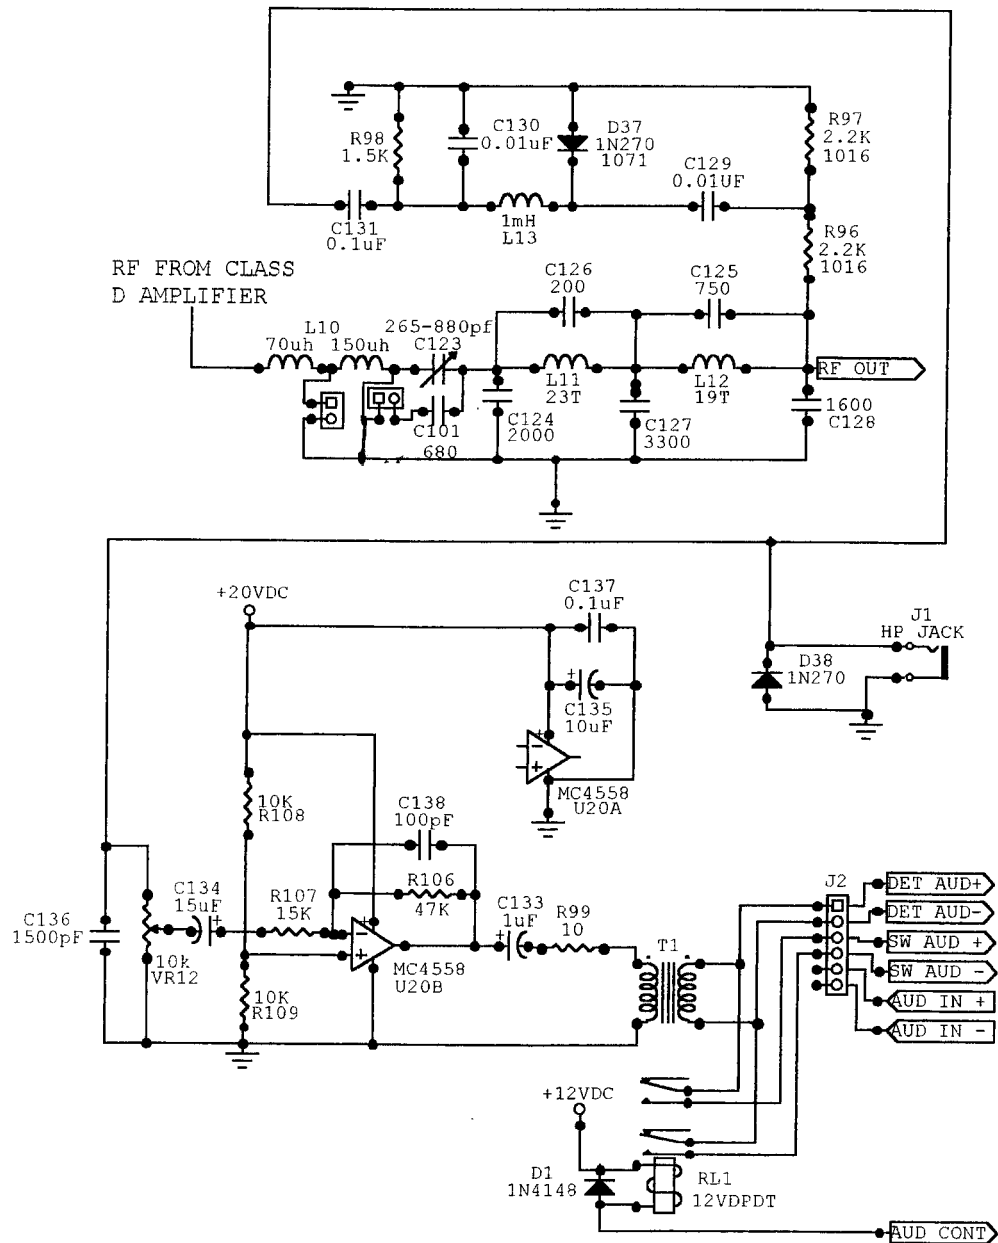 R98
1.5K
C130
0.01uF
D37
1N270
1071
R97
2.2K
1016
C129
0.01UF
C131
0.1uF
1mH
L13
R96
2.2K
1016
RF FROM CLASS
D AMPLIFIER
C126
200
C125
750
L10
70uh
150uh
265-880pf
C123
L11
23T
L12
19T
RF OUT
C101
680
C124
2000
C127
3300
1600
C128
+20VDC
C137
0.1uF
J1
HP JACK
D38
1N270
+
C135
10uF
+
−
+
MC4558
U20A
10K
R108
C138
100pF
C134
15uF
+
R107
15K
R106
47K
C136
1500pF
10k
VR12
+
−
+
MC4558
U20B
C133
1uF
+
R99
10
T1
J2
DET AUD+
DET AUD-
SW AUD +
SW AUD -
AUD IN +
AUD IN -
10K
R109
+12VDC
D1
1N4148
RL1
12VDPDT
AUD CONT